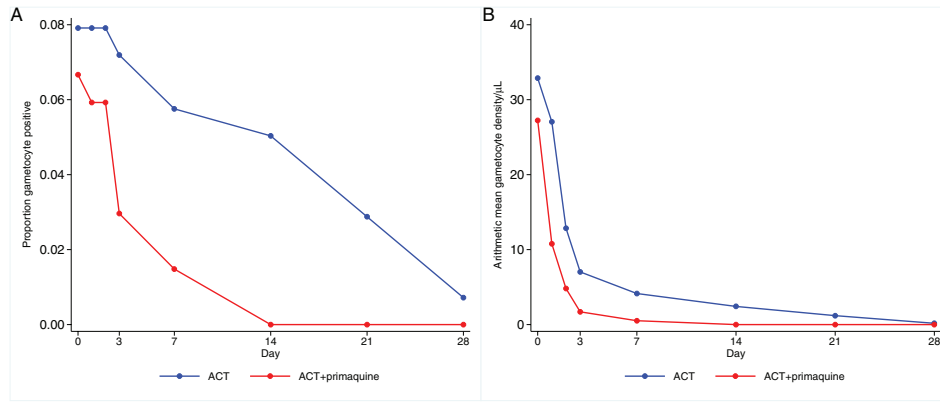 A
Proportion gametocyte positive
0.08
0.06
0.04
0.02
0.00
0 3 7 14 21 28
Day
ACT ACT+primaquine
B
Arithmetic mean gametocyte density/µL
40
30
20
10
0
0 3 7 14 21 28
Day
ACT ACT+primaquine